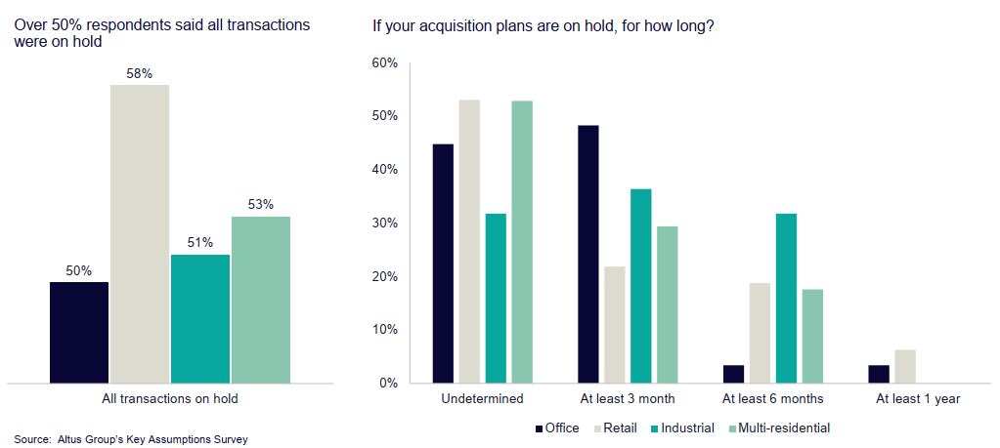 Over 50% respondents said all transactions
were on hold
58%
53%
51%
50%
All transactions on hold
Source: Altus Group's Key Assumptions Survey
If your acquisition plans are on hold, for how long?
60%
50%
40%
30%
20%
10%
0%
Undetermined At least 3 month At least 6 months At least 1 year
Office Retail Industrial Multi-residential